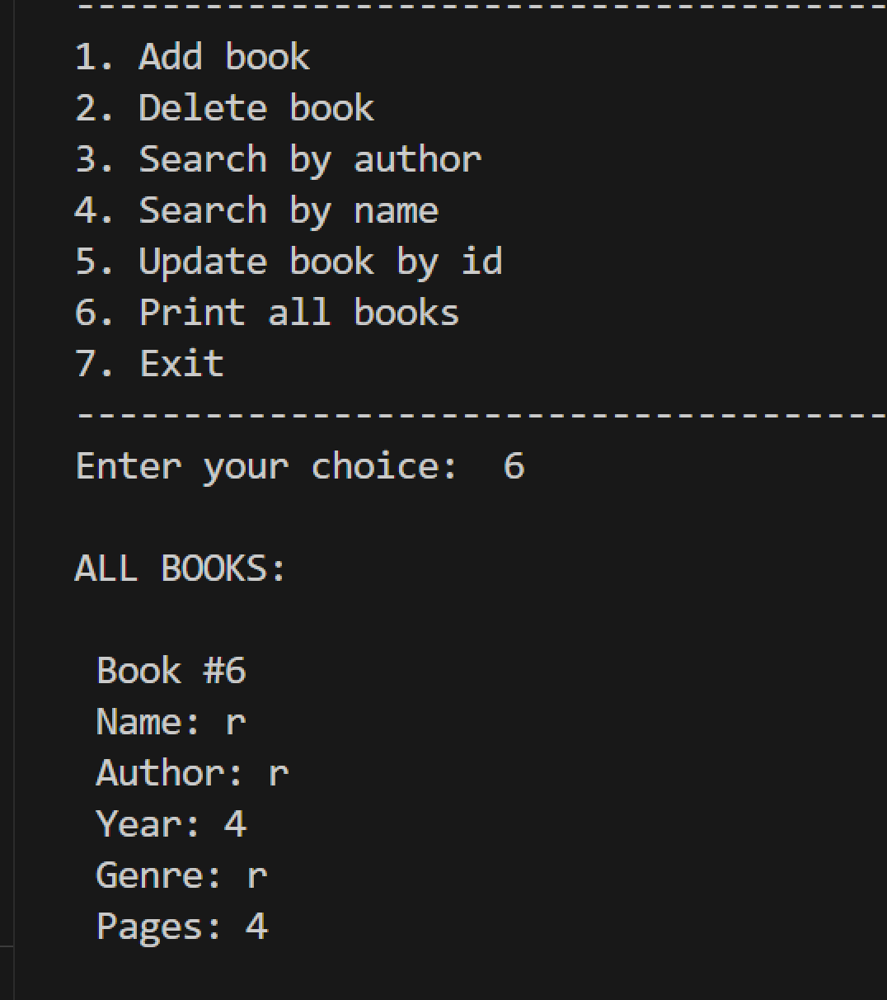 --------------------------------------
1. Add book
2. Delete book
3. Search by author
4. Search by name
5. Update book by id
6. Print all books
7. Exit
--------------------------------------
Enter your choice:  6
ALL BOOKS:
Book #6
Name: r
Author: r
Year: 4
Genre: r
Pages: 4